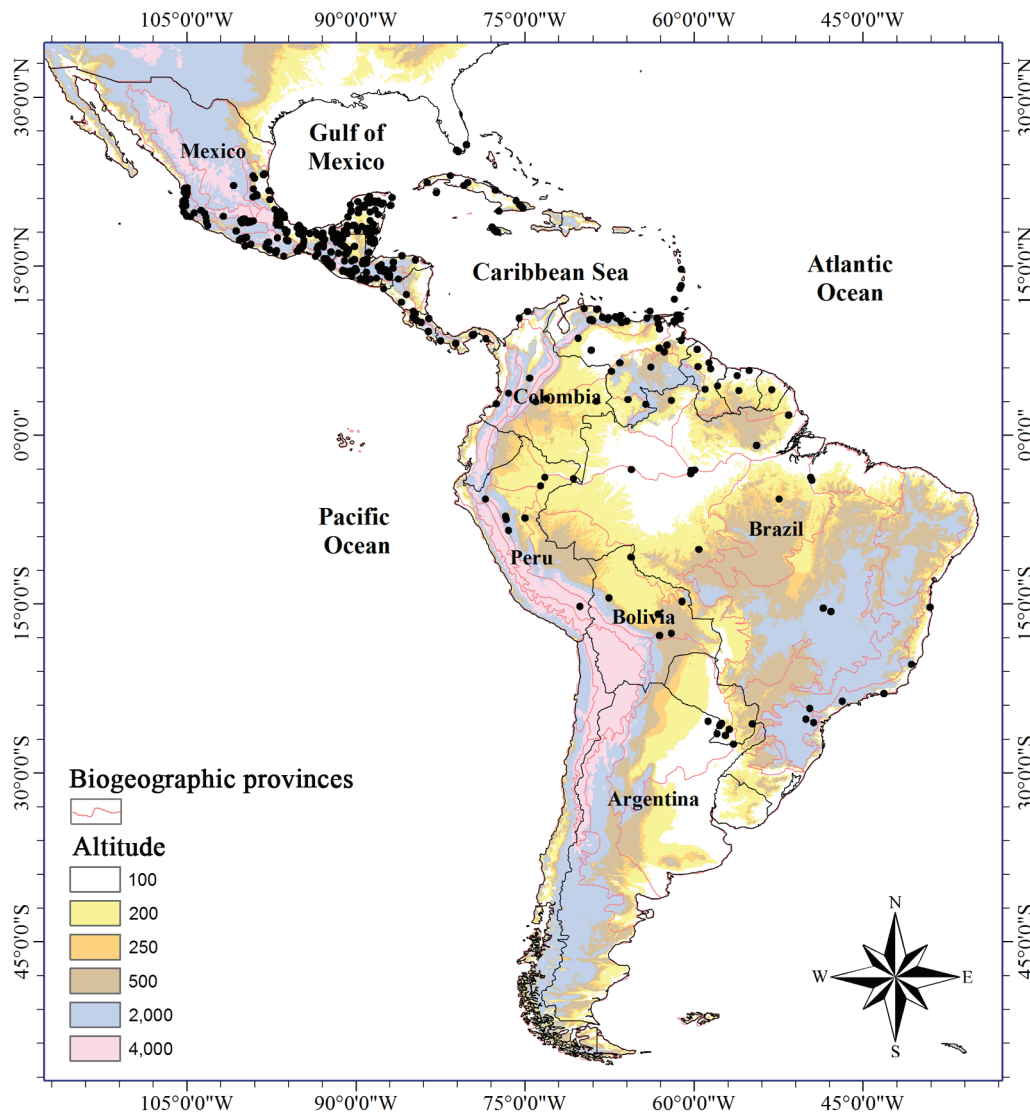 105°0'0"W 90°0'0"W 75°0'0"W 60°0'0"W 45°0'0"W
30°0'0"N
30°0'0"N
Gulf of
Mexico
Mexico
15°0'0"N
Caribbean Sea
Atlantic
Ocean
15°0'0"N
Colombia
0°0'0"
0°0'0"
Pacific
Ocean
Brazil
Peru
15°0'0"S
Bolivia
15°0'0"S
30°0'0"S
Argentina
30°0'0"S
Biogeographic provinces
Altitude
100
200
250
500
2,000
4,000
45°0'0"S
45°0'0"S
N
W E
S
105°0'0"W 90°0'0"W 75°0'0"W 60°0'0"W 45°0'0"W